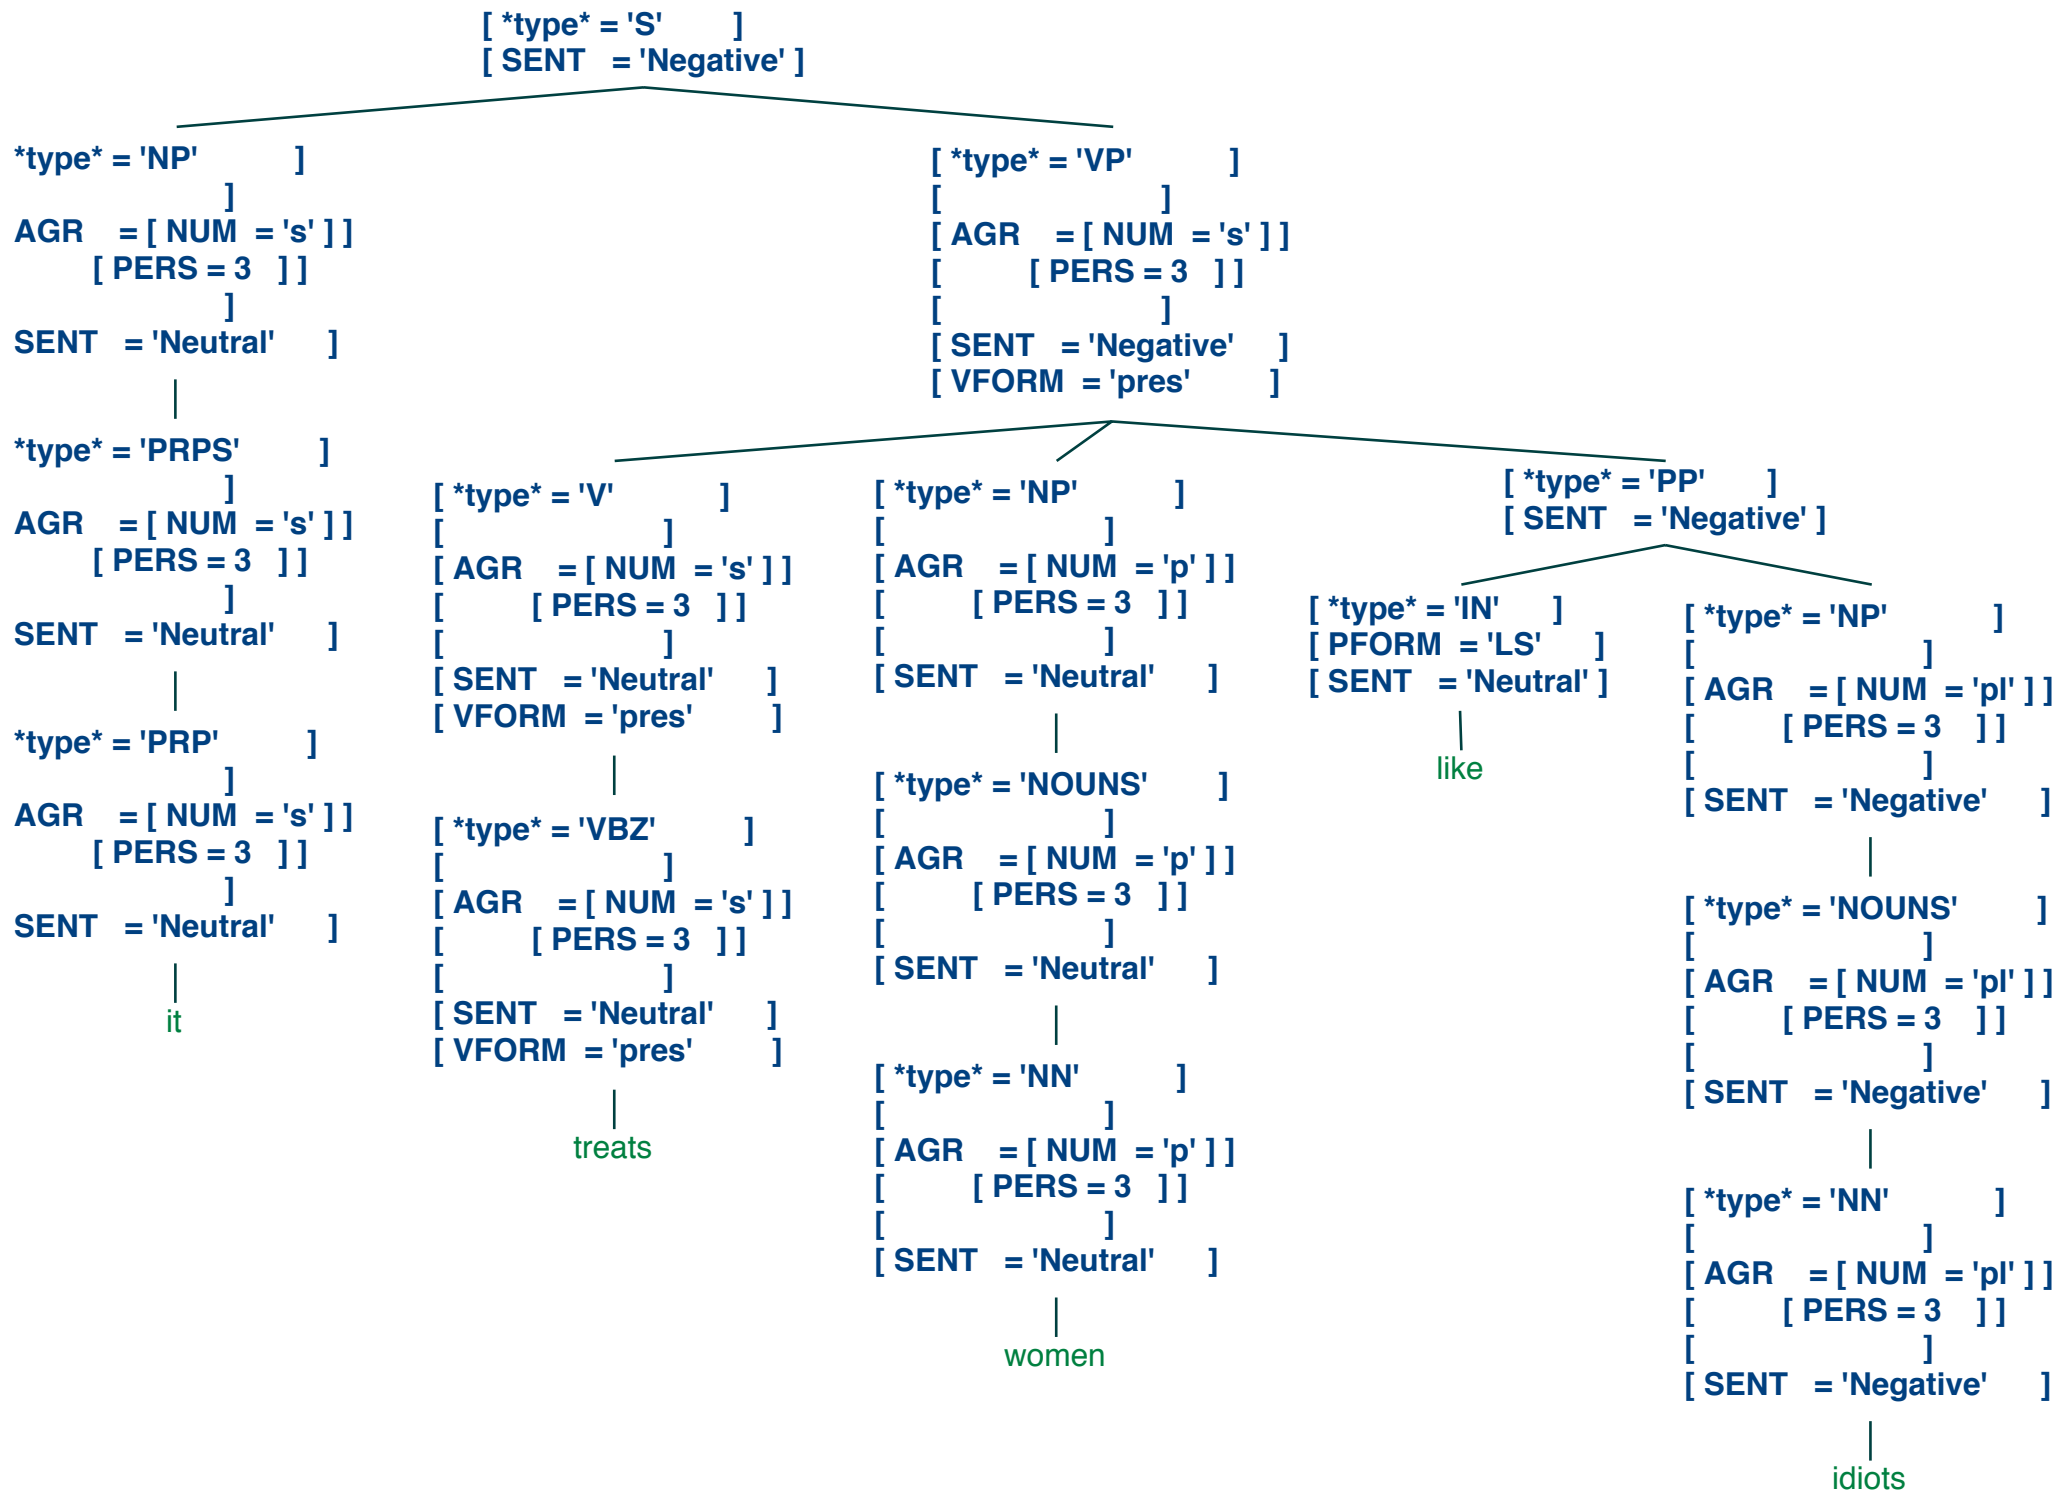 [ *type* = 'S' ]
[ SENT = 'Negative' ]
*type* = 'NP' ]
]
AGR = [ NUM = 's' ] ]
[ PERS = 3 ] ]
]
SENT = 'Neutral' ]
*type* = 'PRPS' ]
]
AGR = [ NUM = 's' ] ]
[ PERS = 3 ] ]
]
SENT = 'Neutral' ]
*type* = 'PRP' ]
]
AGR = [ NUM = 's' ] ]
[ PERS = 3 ] ]
]
SENT = 'Neutral' ]
it
[ *type* = 'VP' ]
[ ]
[ AGR = [ NUM = 's' ] ]
[ [ PERS = 3 ] ]
[ ]
[ SENT = 'Negative' ]
[ VFORM = 'pres' ]
[ *type* = 'V' ]
[ ]
[ AGR = [ NUM = 's' ] ]
[ [ PERS = 3 ] ]
[ ]
[ SENT = 'Neutral' ]
[ VFORM = 'pres' ]
[ *type* = 'VBZ' ]
[ ]
[ AGR = [ NUM = 's' ] ]
[ [ PERS = 3 ] ]
[ ]
[ SENT = 'Neutral' ]
[ VFORM = 'pres' ]
treats
[ *type* = 'NP' ]
[ ]
[ AGR = [ NUM = 'p' ] ]
[ [ PERS = 3 ] ]
[ ]
[ SENT = 'Neutral' ]
[ *type* = 'NOUNS' ]
[ ]
[ AGR = [ NUM = 'p' ] ]
[ [ PERS = 3 ] ]
[ ]
[ SENT = 'Neutral' ]
[ *type* = 'NN' ]
[ ]
[ AGR = [ NUM = 'p' ] ]
[ [ PERS = 3 ] ]
[ ]
[ SENT = 'Neutral' ]
women
[ *type* = 'PP' ]
[ SENT = 'Negative' ]
[ *type* = 'IN' ]
[ PFORM = 'LS' ]
[ SENT = 'Neutral' ]
like
[ *type* = 'NP' ]
[ ]
[ AGR = [ NUM = 'pl' ] ]
[ [ PERS = 3 ] ]
[ ]
[ SENT = 'Negative' ]
[ *type* = 'NOUNS' ]
[ ]
[ AGR = [ NUM = 'pl' ] ]
[ [ PERS = 3 ] ]
[ ]
[ SENT = 'Negative' ]
[ *type* = 'NN' ]
[ ]
[ AGR = [ NUM = 'pl' ] ]
[ [ PERS = 3 ] ]
[ ]
[ SENT = 'Negative' ]
idiots